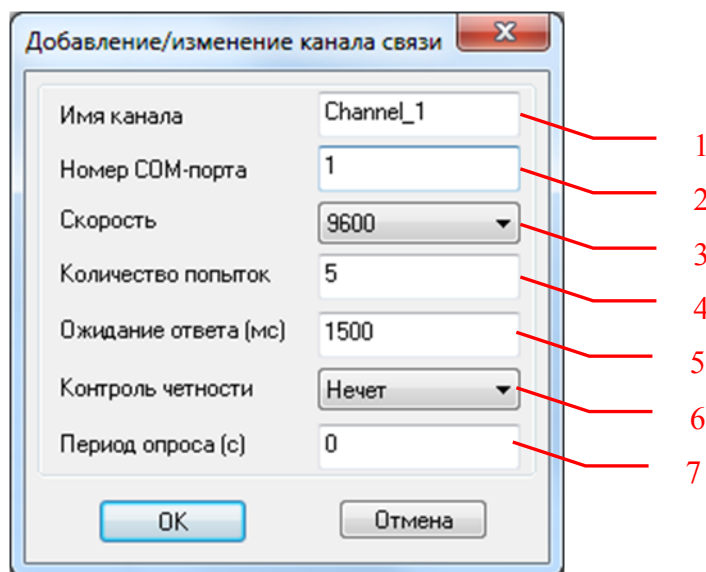 Добавление/изменение канала связи
Имя канала Channel_1 1
Номер COM-порта 1 2
Скорость 9600 3
Количество попыток 5 4
Ожидание ответа (мс) 1500 5
Контроль четности Нечет 6
Период опроса (с) 0 7
OK Отмена